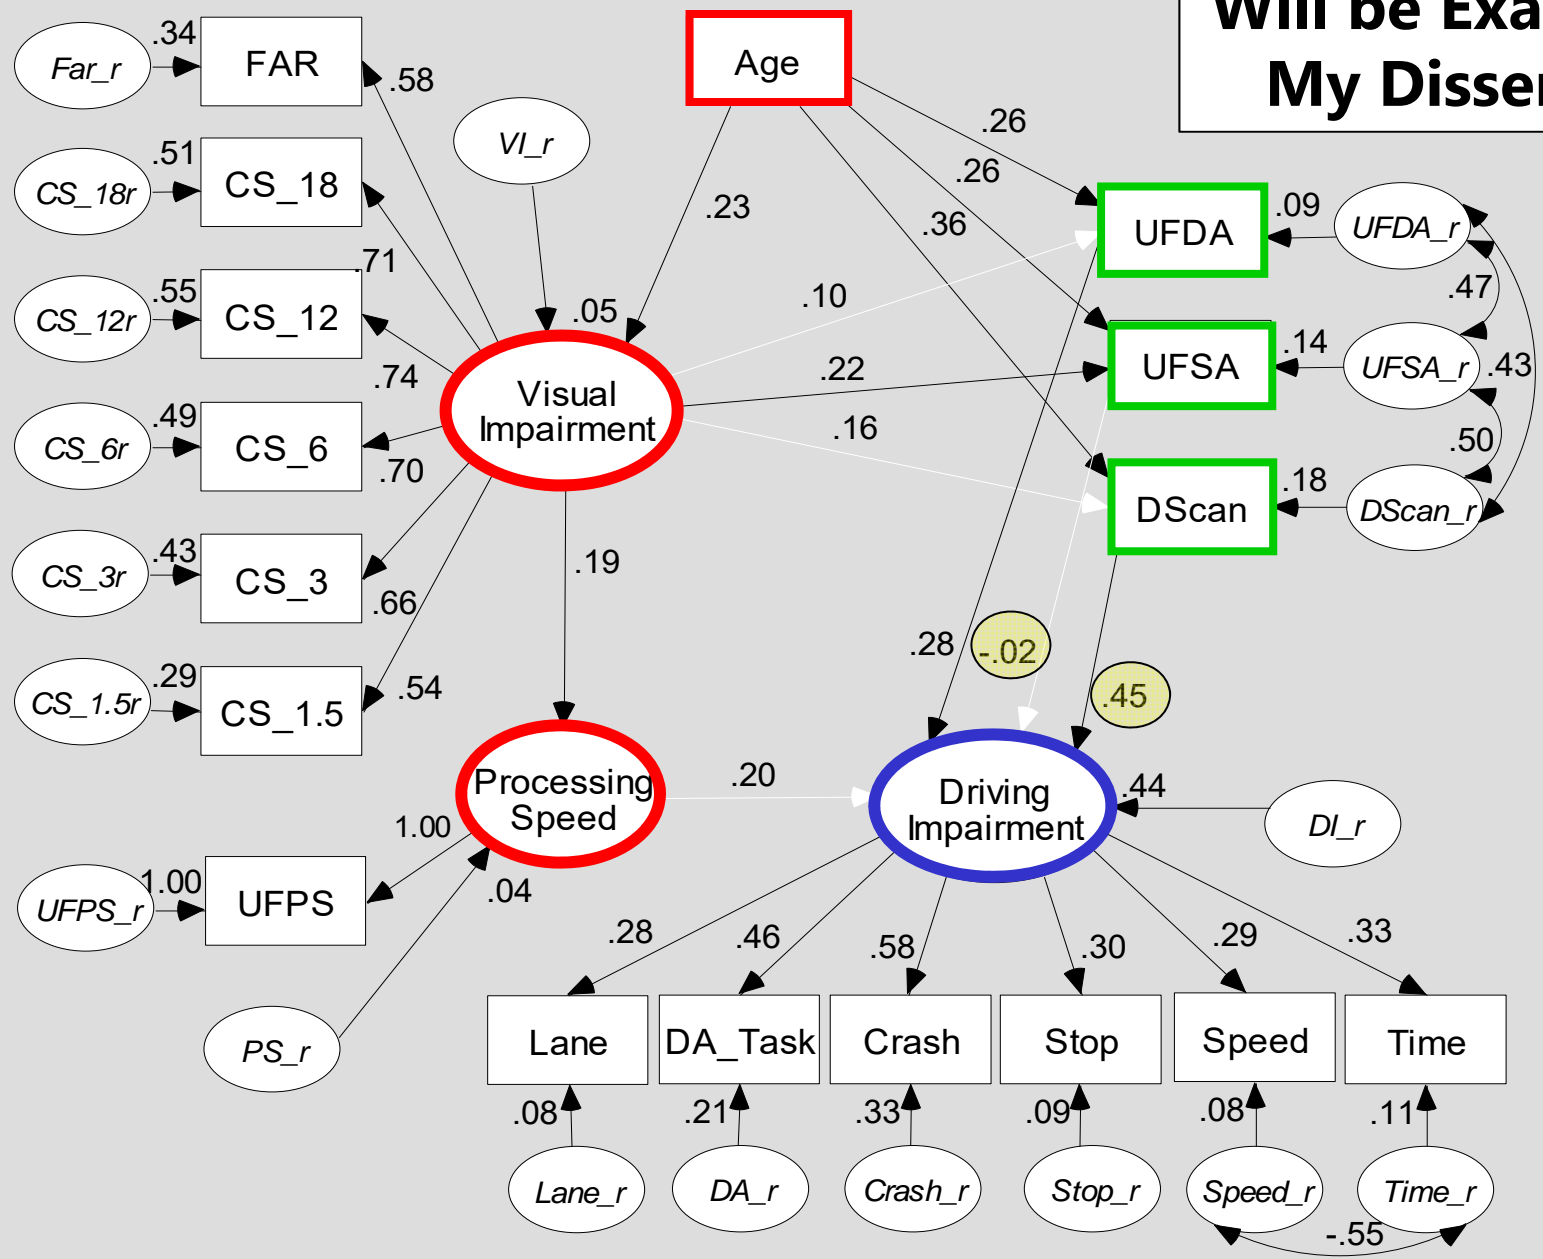 Will be Exa
My Disser
Far_r
.34
FAR
.58
Age
VI_r
.26
.26
.36
.23
CS_18r
.51
CS_18
.71
UFDA
.09
UFDA_r
.47
CS_12r
.55
CS_12
.74
.05
.10
Visual
Impairment
.22
UFSA
.14
UFSA_r
.43
.16
.50
CS_6r
.49
CS_6
.70
DScan
.18
DScan_r
CS_3r
.43
CS_3
.66
.19
CS_1.5r
.29
CS_1.5
.54
.28
-.02
.45
Processing
Speed
.20
Driving
Impairment
.44
DI_r
1.00
.04
UFPS_r
1.00
UFPS
PS_r
.28
.46
.58
.30
.29
.33
Lane
DA_Task
Crash
Stop
Speed
Time
.08
.21
.33
.09
.08
.11
Lane_r
DA_r
Crash_r
Stop_r
Speed_r
Time_r
-.55